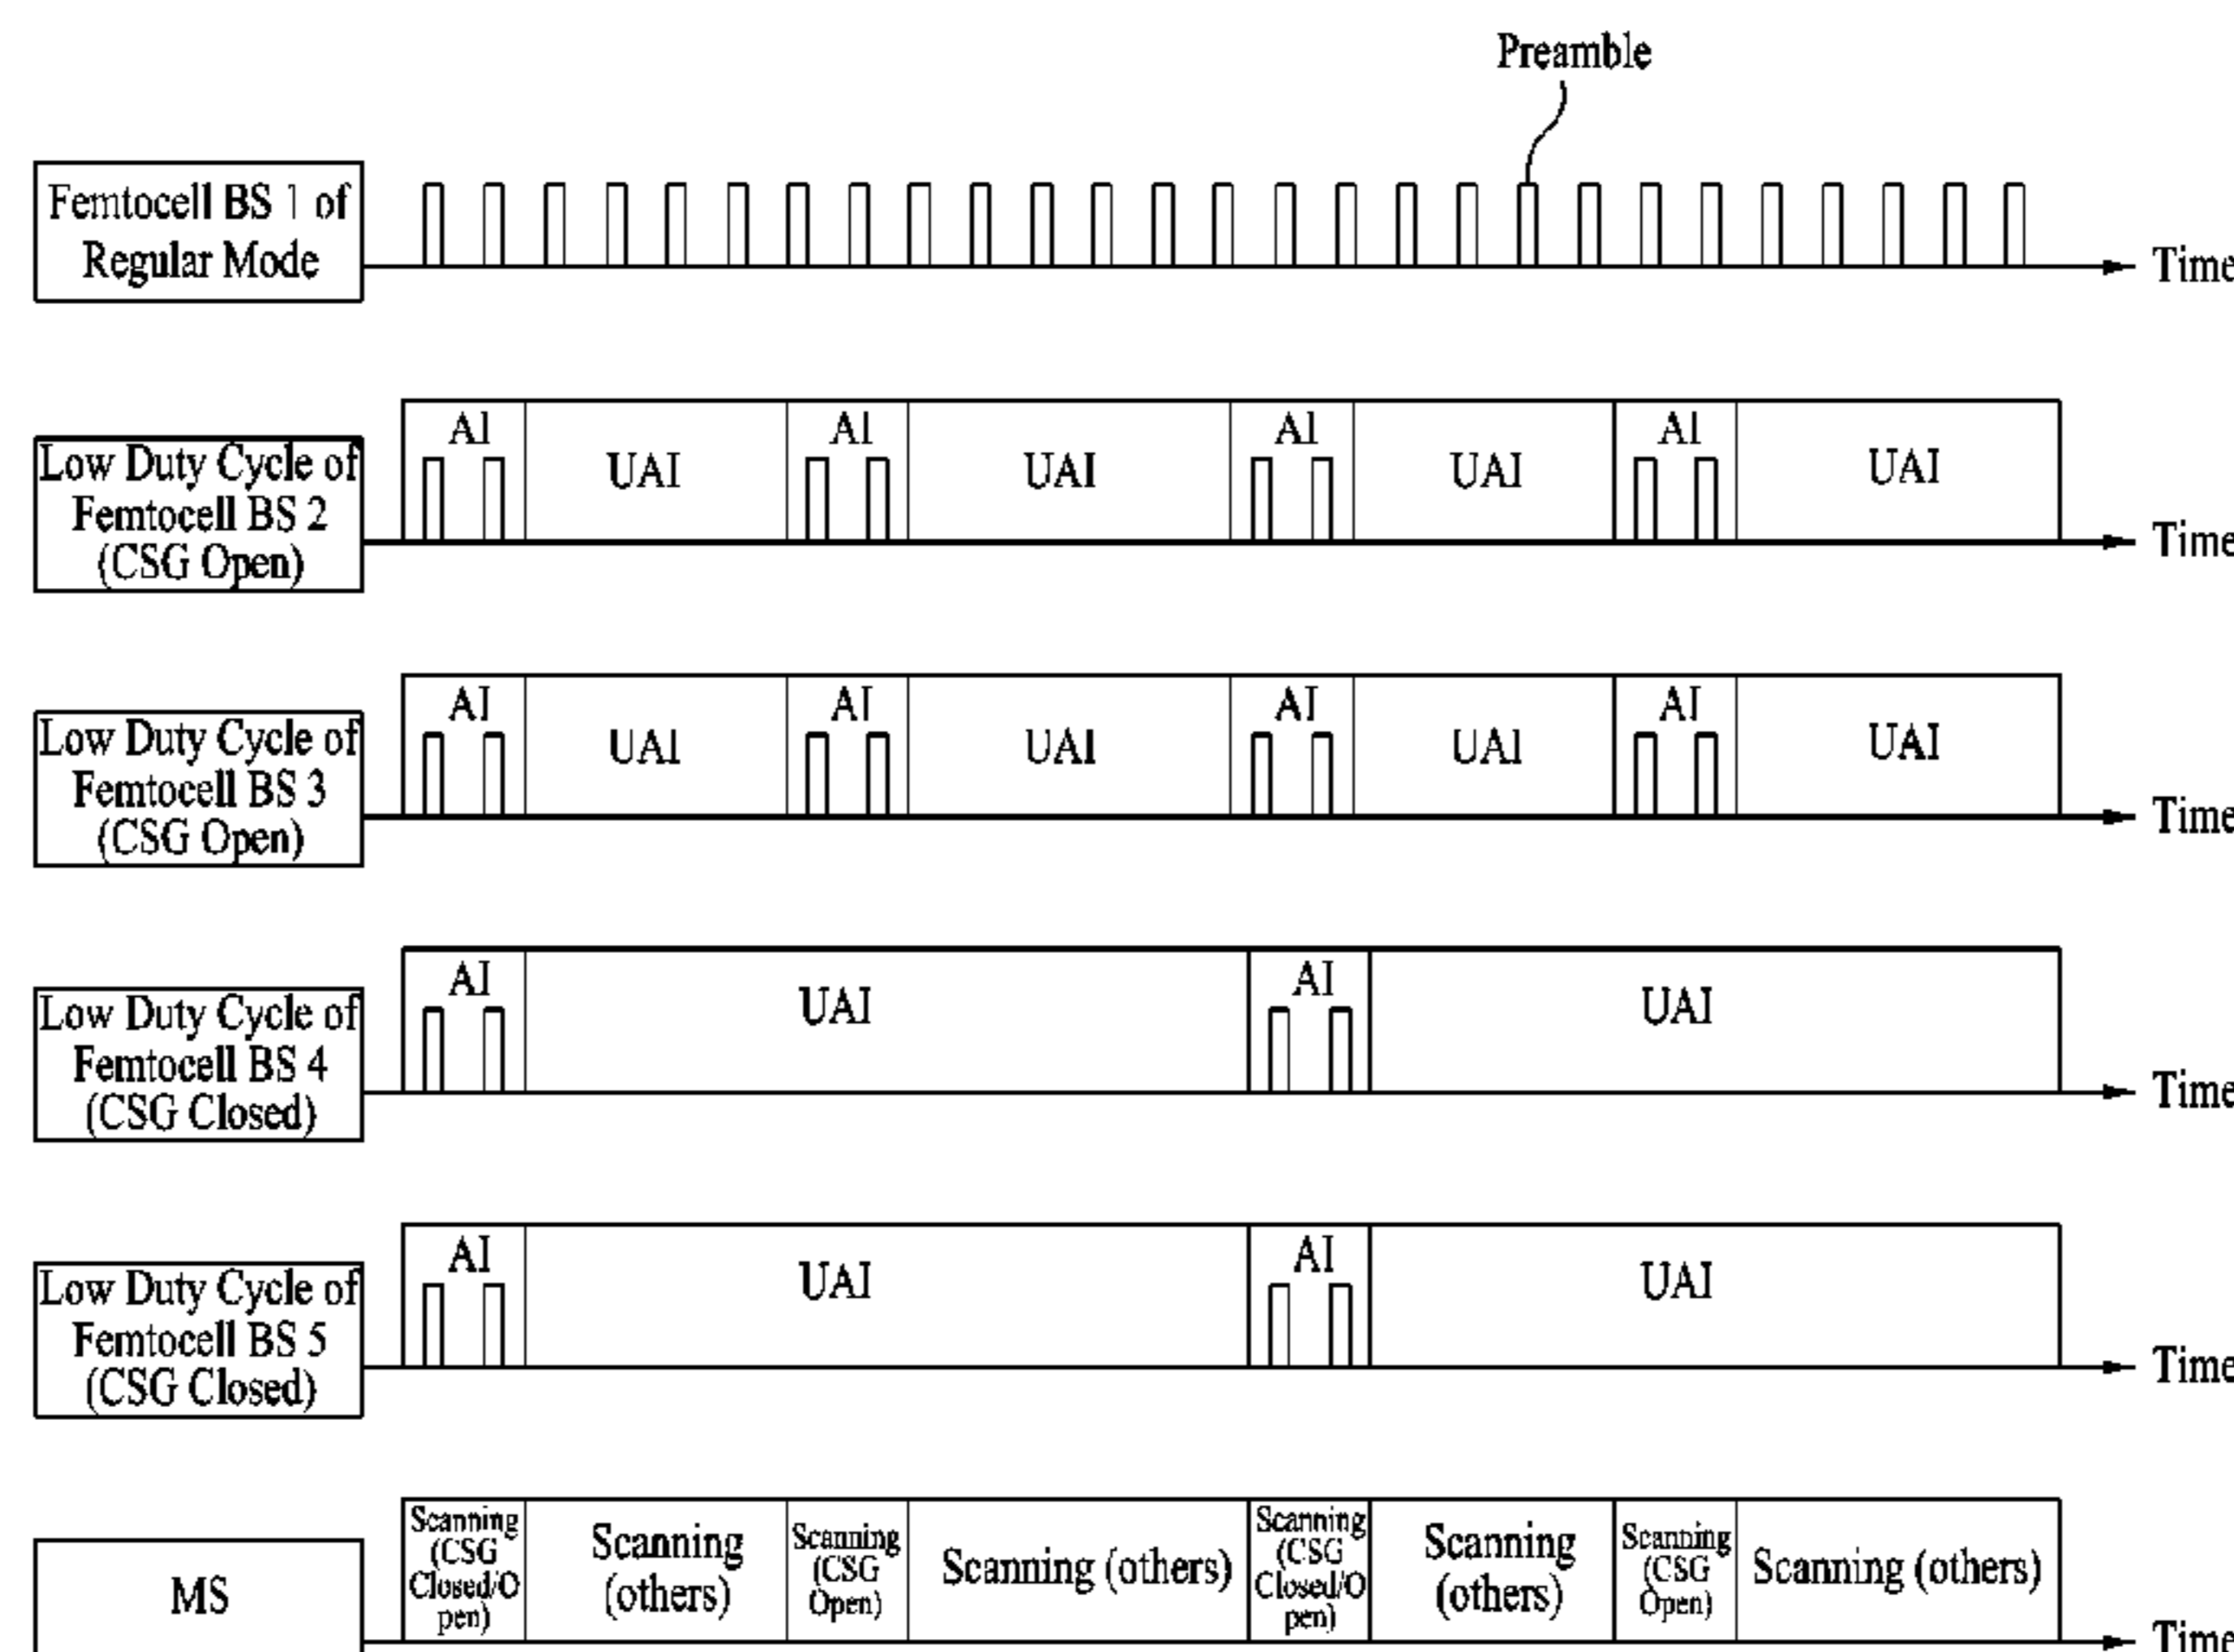 Preamble
Femtocell BS 1 of
Regular Mode
Time
Low Duty Cycle of
Femtocell BS 2
(CSG Open)
AI
UAI
AI
UAI
AI
UAI
AI
UAI
Time
Low Duty Cycle of
Femtocell BS 3
(CSG Open)
AI
UAI
AI
UAI
AI
UAI
AI
UAI
Time
Low Duty Cycle of
Femtocell BS 4
(CSG Closed)
AI
UAI
AI
UAI
Time
Low Duty Cycle of
Femtocell BS 5
(CSG Closed)
AI
UAI
AI
UAI
Time
MS
Scanning
(CSG
Closed/O
pen)
Scanning
(others)
Scanning
(CSG
Open)
Scanning (others)
Scanning
(CSG
Closed/O
pen)
Scanning
(others)
Scanning
(CSG
Open)
Scanning (others)
Time